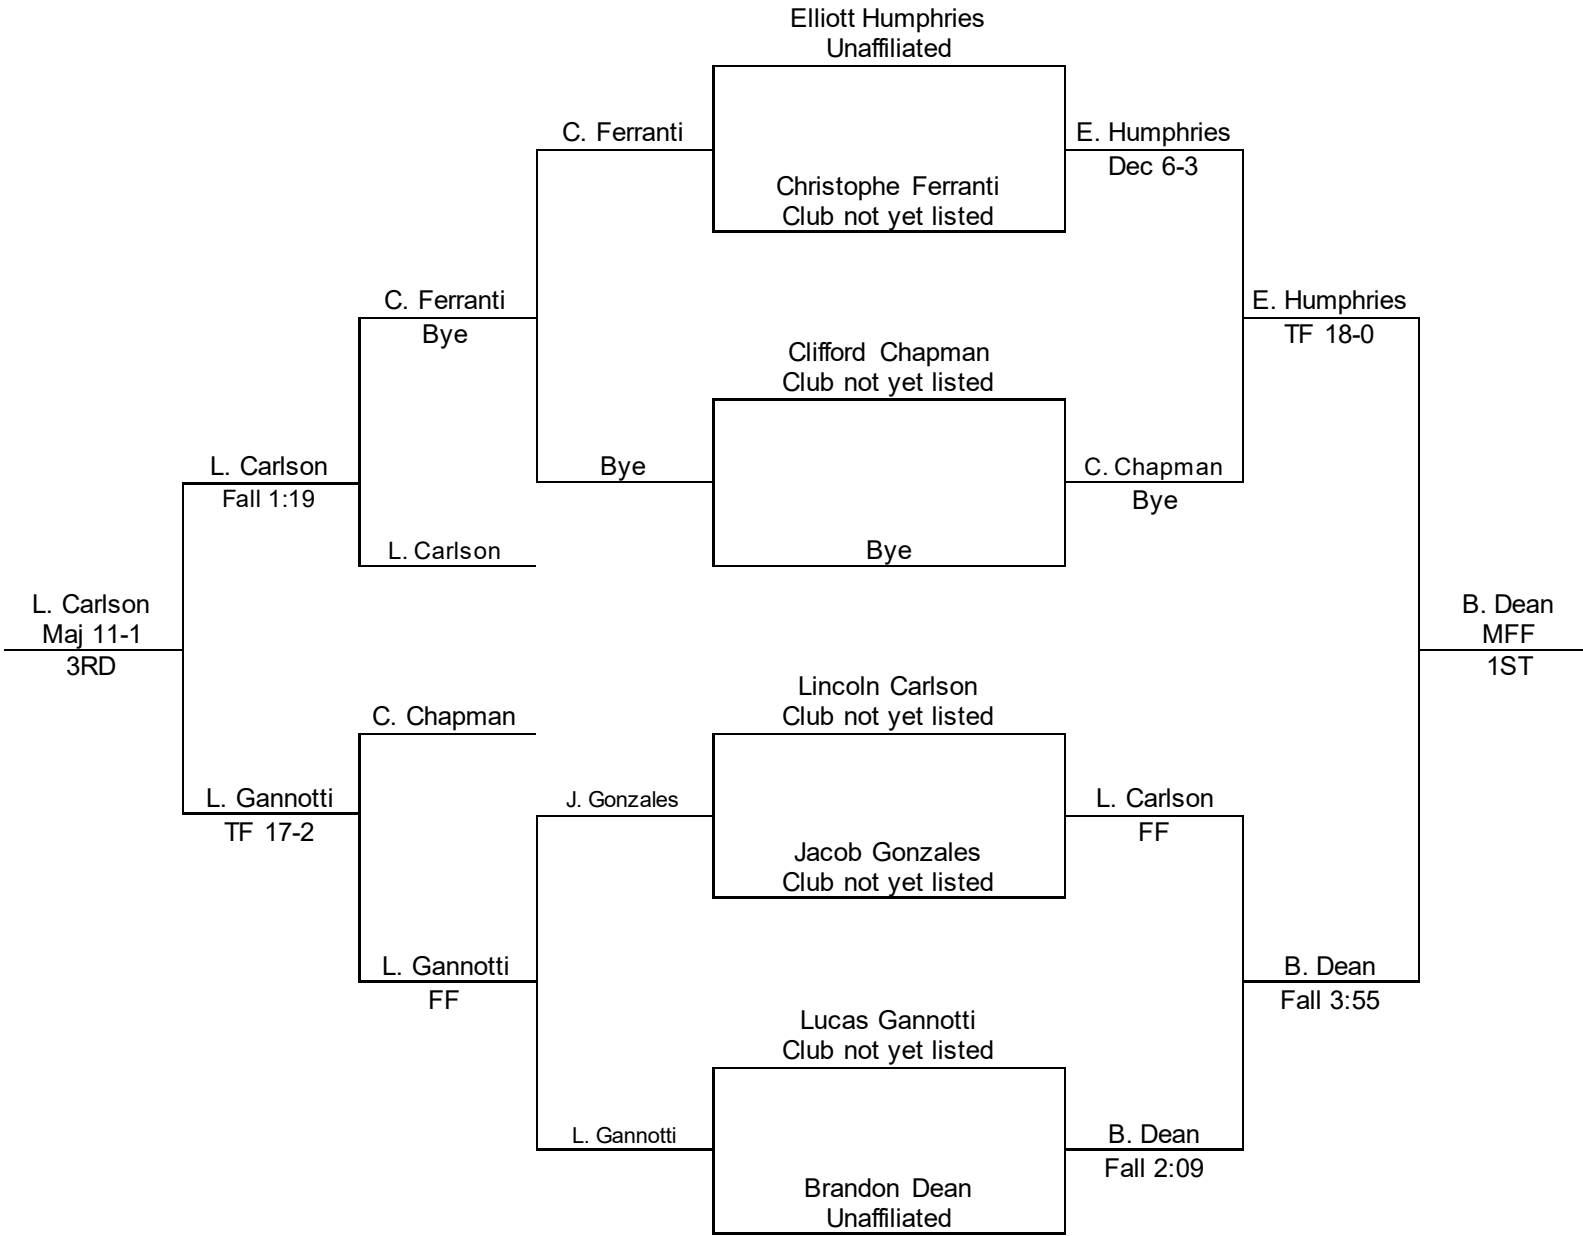 Elliott Humphries
Unaffiliated
C. Ferranti
E. Humphries
Dec 6-3
Christophe Ferranti
Club not yet listed
C. Ferranti
Bye
E. Humphries
TF 18-0
Clifford Chapman
Club not yet listed
L. Carlson
Fall 1:19
Bye
C. Chapman
Bye
L. Carlson
Bye
L. Carlson
Maj 11-1
3RD
B. Dean
MFF
1ST
Lincoln Carlson
Club not yet listed
C. Chapman
L. Gannotti
TF 17-2
J. Gonzales
L. Carlson
FF
Jacob Gonzales
Club not yet listed
L. Gannotti
FF
B. Dean
Fall 3:55
Lucas Gannotti
Club not yet listed
L. Gannotti
B. Dean
Fall 2:09
Brandon Dean
Unaffiliated